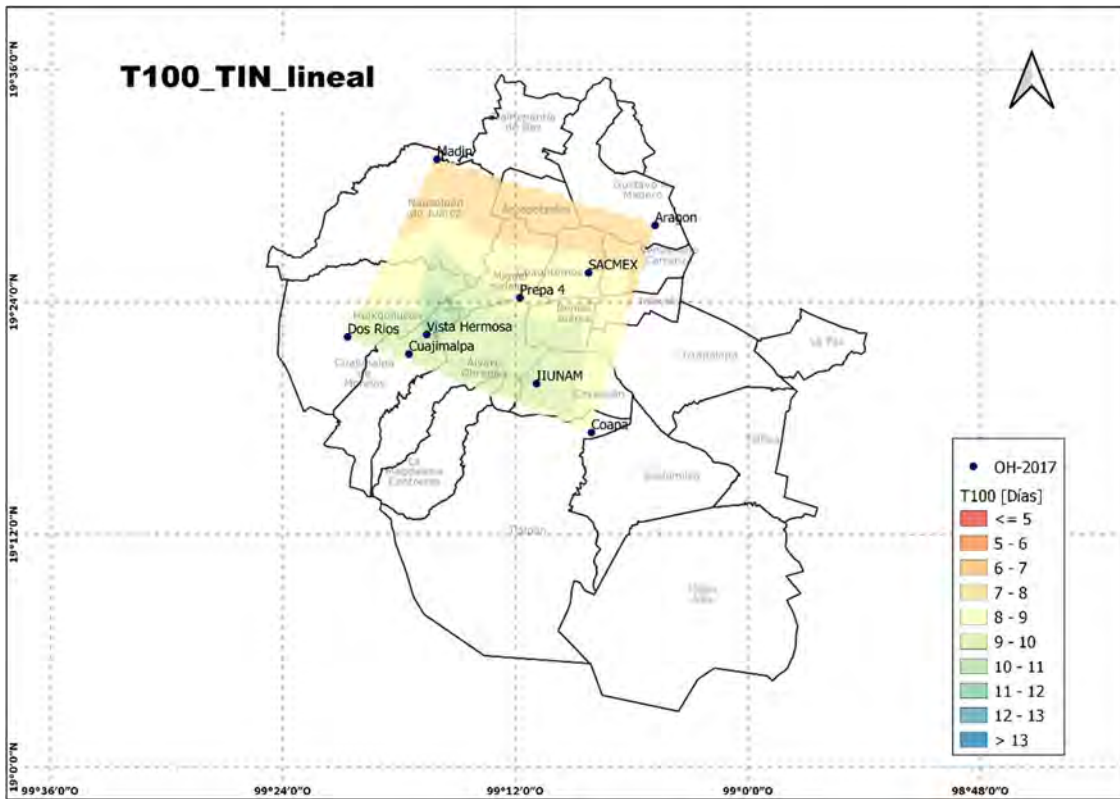 T100_TIN_lineal
19°36'0"N
19°24'0"N
19°12'0"N
19°0'0"N
Madin
Naucalpan
de Juárez
Azcapotzalco
Gustavo A.
Madero
Aragon
SACMEX
Cuauhtémoc
Miguel
Prepa 4
Benito
Juárez
Huixquilucan
Dos Rios
Vista Hermosa
Cuajimalpa
Cuajimalpa
de
Morelos
Álvaro
Obregón
IIUNAM
Coyoacán
Coapa
Iztapalapa
La Paz
La
Magdalena
Contreras
Xochimilco
Tlalpan
Milpa
Alta
OH-2017
T100 [Días]
<= 5
5 - 6
6 - 7
7 - 8
8 - 9
9 - 10
10 - 11
11 - 12
12 - 13
> 13
99°36'0"W
99°24'0"W
99°12'0"W
99°0'0"W
98°48'0"W